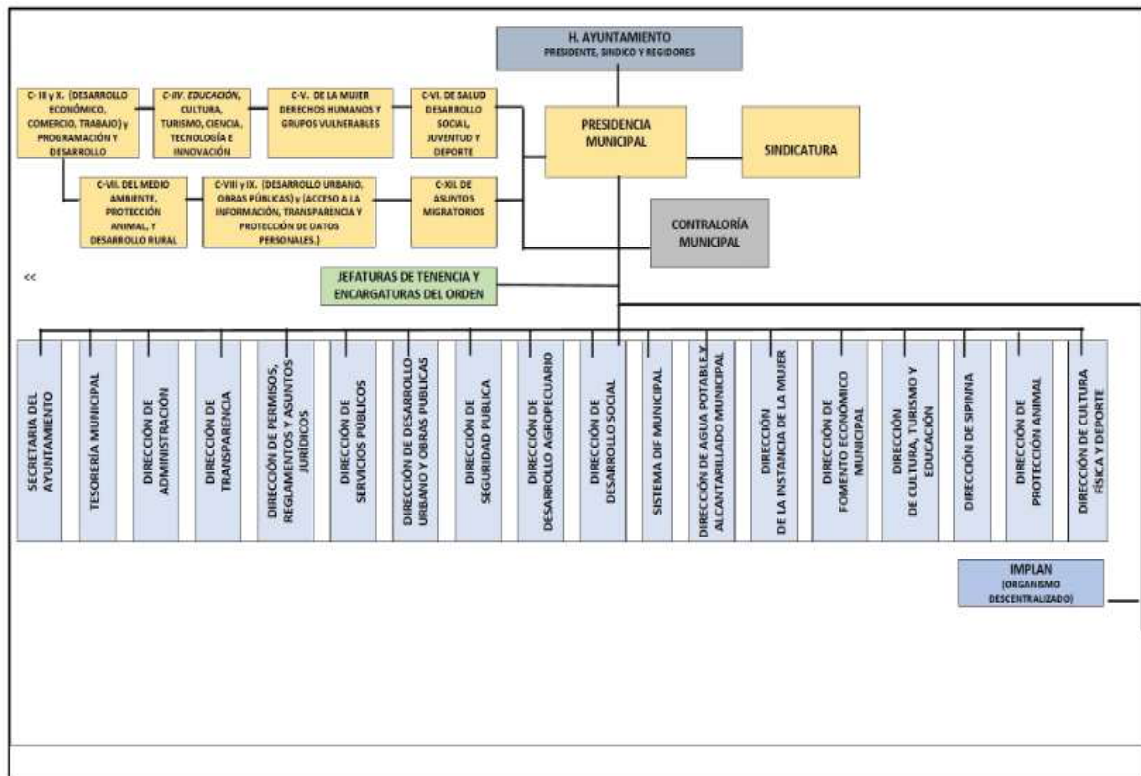 H. AYUNTAMIENTO
PRESIDENTE, SINDICO Y REGIDORES
C- III y X. (DESARROLLO
ECONÓMICO,
COMERCIO, TRABAJO) y
PROGRAMACIÓN Y
DESARROLLO
C-IIV. EDUCACIÓN,
CULTURA,
TURISMO, CIENCIA,
TECNOLOGÍA E
INNOVACIÓN
C-V. DE LA MUJER
DERECHOS HUMANOS Y
GRUPOS VULNERABLES
C-VI. DE SALUD
DESARROLLO
SOCIAL,
JUVENTUD Y
DEPORTE
PRESIDENCIA
MUNICIPAL
SINDICATURA
C-VII. DEL MEDIO
AMBIENTE,
PROTECCIÓN
ANIMAL, Y
DESARROLLO RURAL
C-VIII y IX. (DESARROLLO URBANO,
OBRAS PÚBLICAS) y (ACCESO A LA
INFORMACIÓN, TRANSPARENCIA Y
PROTECCIÓN DE DATOS
PERSONALES.)
C-XII. DE
ASUNTOS
MIGRATORIOS
CONTRALORÍA
MUNICIPAL
<<
JEFATURAS DE TENENCIA Y
ENCARGATURAS DEL ORDEN
SECRETARIA DEL
AYUNTAMIENTO
TESORERÍA MUNICIPAL
DIRECCIÓN DE
ADMINISTRACIÓN
DIRECCIÓN DE
TRANSPARENCIA
DIRECCIÓN DE PERMISOS,
REGLAMENTOS Y ASUNTOS
JURÍDICOS
DIRECCIÓN DE
SERVICIOS PÚBLICOS
DIRECCIÓN DE DESARROLLO
URBANO Y OBRAS PUBLICAS
DIRECCIÓN DE
SEGURIDAD PUBLICA
DIRECCIÓN DE
DESARROLLO AGROPECUARIO
DIRECCIÓN DE
DESARROLLO SOCIAL
SISTEMA DIF MUNICIPAL
DIRECCIÓN DE AGUA POTABLE Y
ALCANTARILLADO MUNICIPAL
DIRECCIÓN
DE LA INSTANCIA DE LA MUJER
DIRECCIÓN DE
FOMENTO ECONÓMICO
MUNICIPAL
DIRECCIÓN
DE CULTURA, TURISMO Y
EDUCACIÓN
DIRECCIÓN DE SIPINNA
DIRECCIÓN DE
PROTECCIÓN ANIMAL
DIRECCIÓN DE CULTURA
FÍSICA Y DEPORTE
IMPLAN
(ORGANISMO
DESCENTRALIZADO)